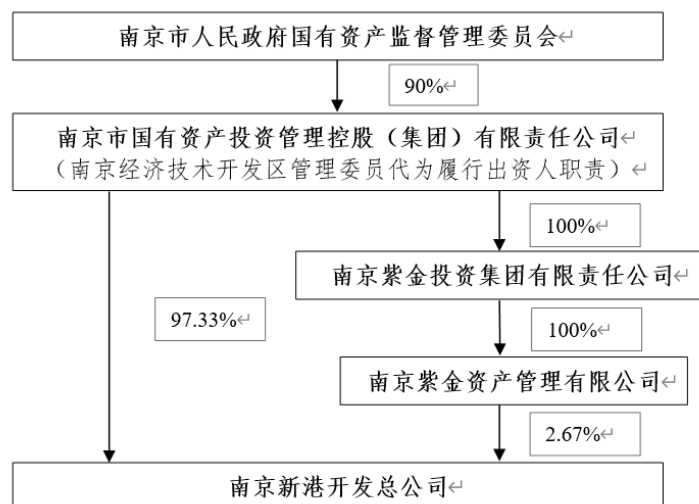 南京市人民政府国有资产监督管理委员会↵
90%↵
南京市国有资产投资管理控股（集团）有限责任公司↵
（南京经济技术开发区管理委员代为履行出资人职责）↵
100%↵
南京紫金投资集团有限责任公司↵
97.33%↵
100%↵
南京紫金资产管理有限公司↵
2.67%↵
南京新港开发总公司↵